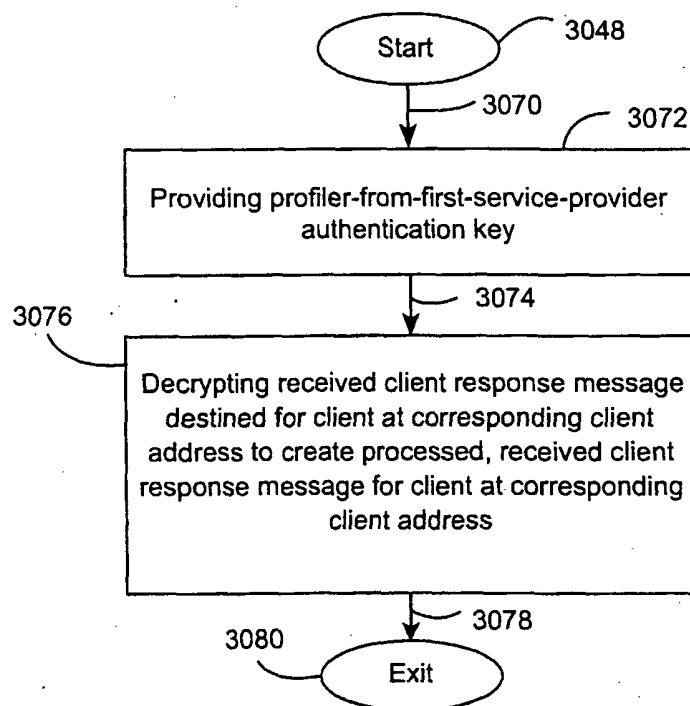 Start
3048
3070
3072
Providing profiler-from-first-service-provider
authentication key
3074
3076
Decrypting received client response message
destined for client at corresponding client
address to create processed, received client
response message for client at corresponding
client address
3078
3080
Exit